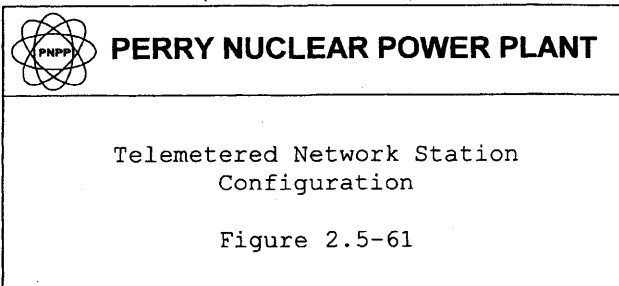 PNPP
PERRY NUCLEAR POWER PLANT
Telemetered Network Station
Configuration
Figure 2.5-61